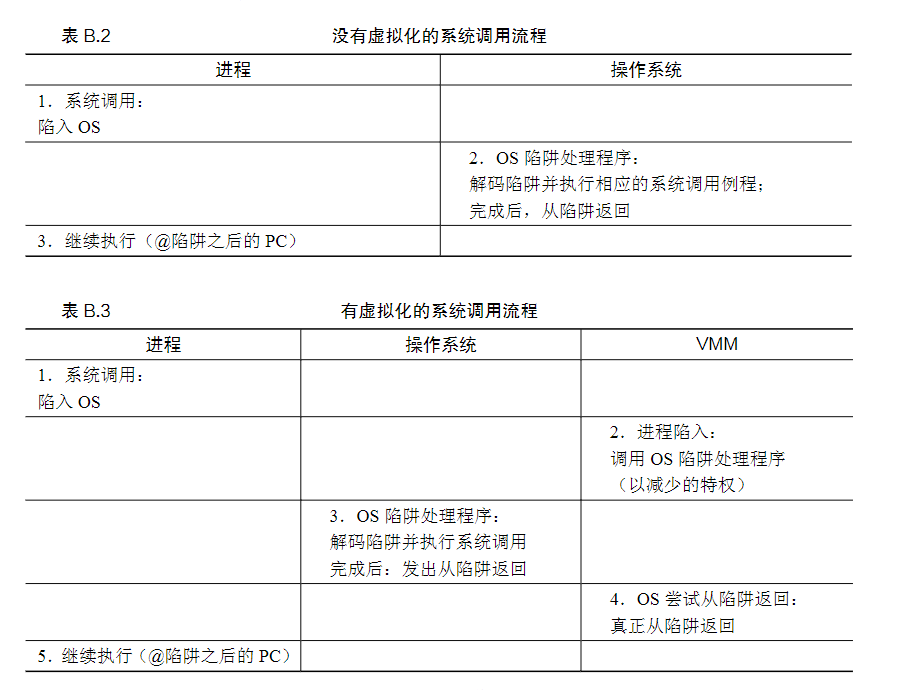 表 B.2 没有虚拟化的系统调用流程
进程 操作系统
1. 系统调用:
陷入 OS
2. OS 陷阱处理程序:
解码陷阱并执行相应的系统调用例程;
完成后,从陷阱返回
3. 继续执行(@陷阱之后的 PC)
表 B.3 有虚拟化的系统调用流程
进程 操作系统 VMM
1. 系统调用:
陷入 OS
2. 进程陷入:
调用 OS 陷阱处理程序
(以减少的特权)
3. OS 陷阱处理程序:
解码陷阱并执行系统调用
完成后:发出从陷阱返回
4. OS 尝试从陷阱返回:
真正从陷阱返回
5. 继续执行(@陷阱之后的 PC)